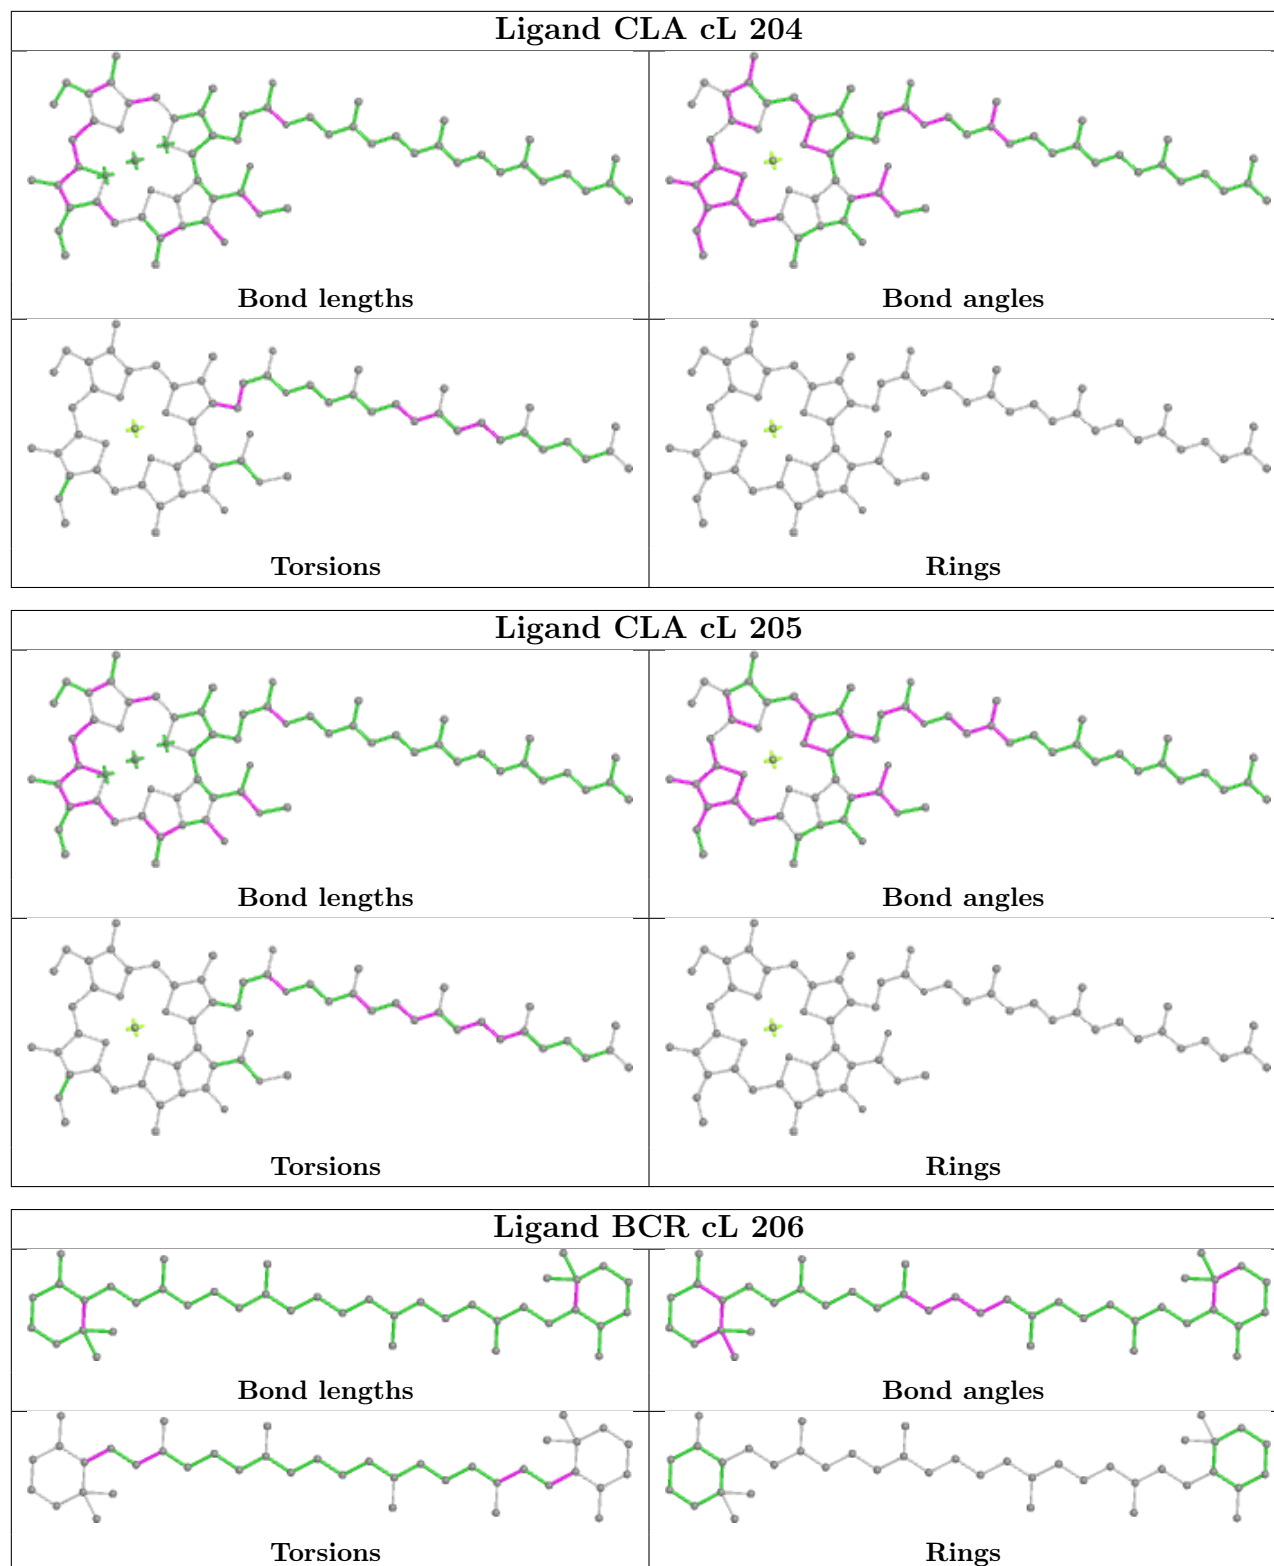 Ligand CLA cL 204
Bond lengths
Bond angles
Torsions
Rings
Ligand CLA cL 205
Bond lengths
Bond angles
Torsions
Rings
Ligand BCR cL 206
Bond lengths
Bond angles
Torsions
Rings